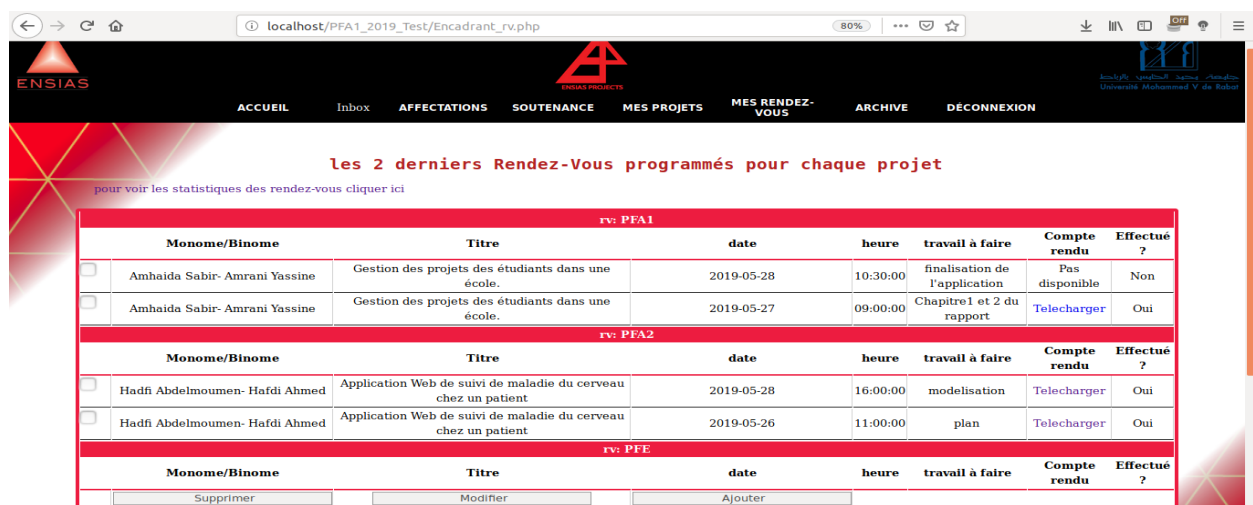 localhost/PFA1_2019_Test/Encadrant_rv.php
80%
Off
ENSIAS
ENSIAS PROJECTS
Université Mohammed V de Rabat
ACCUEIL Inbox AFFECTATIONS SOUTENANCE MES PROJETS MES RENDEZ-VOUS ARCHIVE DÉCONNEXION
les 2 derniers Rendez-Vous programmés pour chaque projet
pour voir les statistiques des rendez-vous cliquer ici
rv: PFA1
Monome/Binome Titre date heure travail à faire Compte rendu Effectué ?
Amhaida Sabir- Amrani Yassine Gestion des projets des étudiants dans une école. 2019-05-28 10:30:00 finalisation de l'application Pas disponible Non
Amhaida Sabir- Amrani Yassine Gestion des projets des étudiants dans une école. 2019-05-27 09:00:00 Chapitre1 et 2 du rapport Telecharger Oui
rv: PFA2
Monome/Binome Titre date heure travail à faire Compte rendu Effectué ?
Hadfi Abdelmoumen- Hafdi Ahmed Application Web de suivi de maladie du cerveau chez un patient 2019-05-28 16:00:00 modelisation Telecharger Oui
Hadfi Abdelmoumen- Hafdi Ahmed Application Web de suivi de maladie du cerveau chez un patient 2019-05-26 11:00:00 plan Telecharger Oui
rv: PFE
Monome/Binome Titre date heure travail à faire Compte rendu Effectué ?
Supprimer Modifier Ajouter